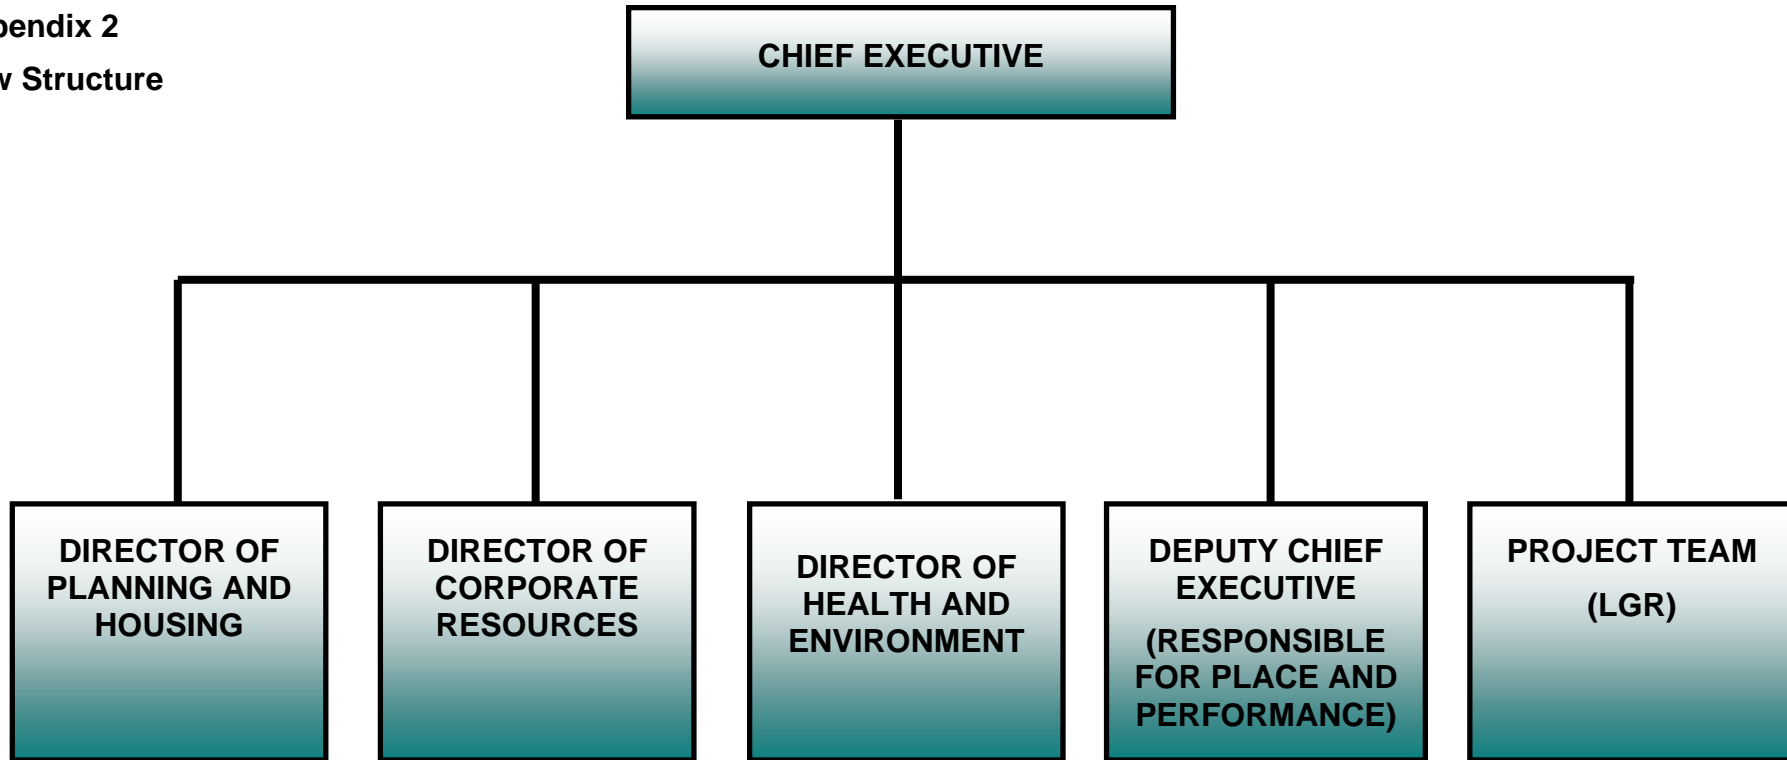 pendix 2
w Structure
CHIEF EXECUTIVE
DIRECTOR OF
PLANNING AND
HOUSING
DIRECTOR OF
CORPORATE
RESOURCES
DIRECTOR OF
HEALTH AND
ENVIRONMENT
DEPUTY CHIEF
EXECUTIVE
(RESPONSIBLE
FOR PLACE AND
PERFORMANCE)
PROJECT TEAM
(LGR)